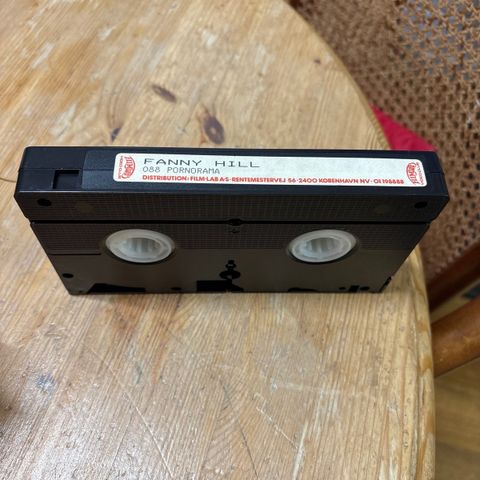 FANNY HILL
088 PORNORAMA
DISTRIBUTION: FILM-LAB A·S · RENTEMESTERVEJ 56 · 2400 KØBENHAVN NV · 01 198888